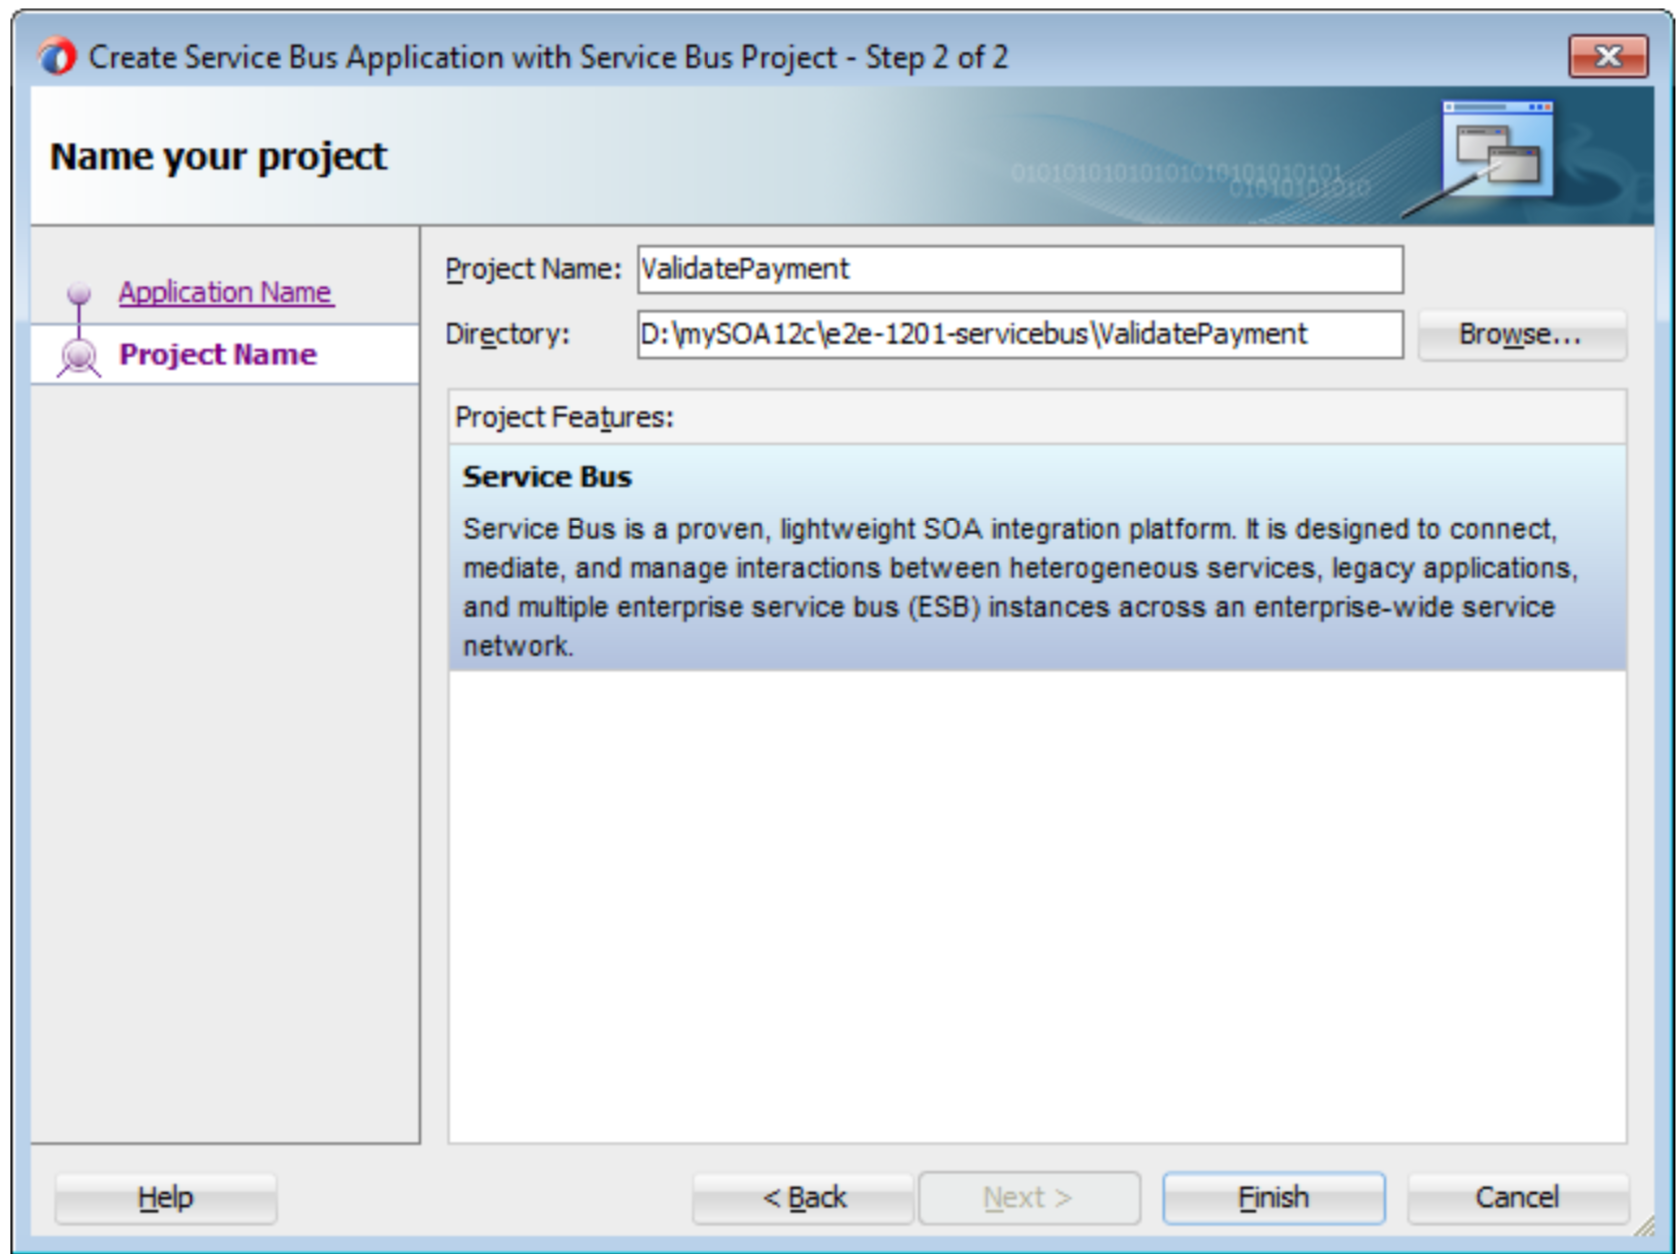 Create Service Bus Application with Service Bus Project - Step 2 of 2
Name your project
Application Name
Project Name
Project Name: ValidatePayment
Directory: D:\mySOA12c\e2e-1201-servicebus\ValidatePayment Browse...
Project Features:
Service Bus
Service Bus is a proven, lightweight SOA integration platform. It is designed to connect,
mediate, and manage interactions between heterogeneous services, legacy applications,
and multiple enterprise service bus (ESB) instances across an enterprise-wide service
network.
Help < Back Next > Finish Cancel